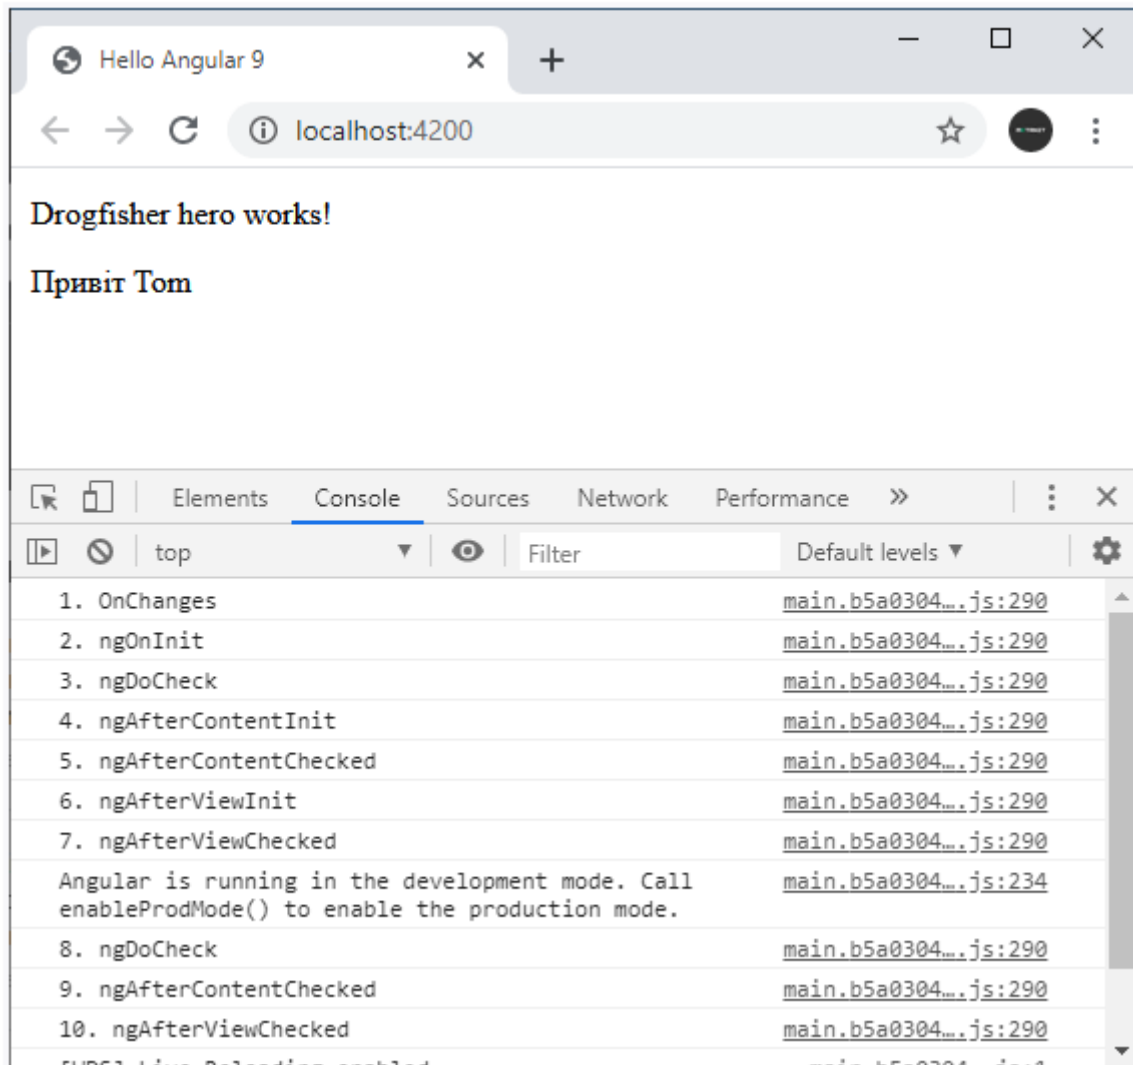 Hello Angular 9
localhost:4200
Drogfisher hero works!
Привіт Tom
Elements Console Sources Network Performance »
top Filter Default levels
1. OnChanges main.b5a0304….js:290
2. ngOnInit main.b5a0304….js:290
3. ngDoCheck main.b5a0304….js:290
4. ngAfterContentInit main.b5a0304….js:290
5. ngAfterContentChecked main.b5a0304….js:290
6. ngAfterViewInit main.b5a0304….js:290
7. ngAfterViewChecked main.b5a0304….js:290
Angular is running in the development mode. Call main.b5a0304….js:234
enableProdMode() to enable the production mode.
8. ngDoCheck main.b5a0304….js:290
9. ngAfterContentChecked main.b5a0304….js:290
10. ngAfterViewChecked main.b5a0304….js:290